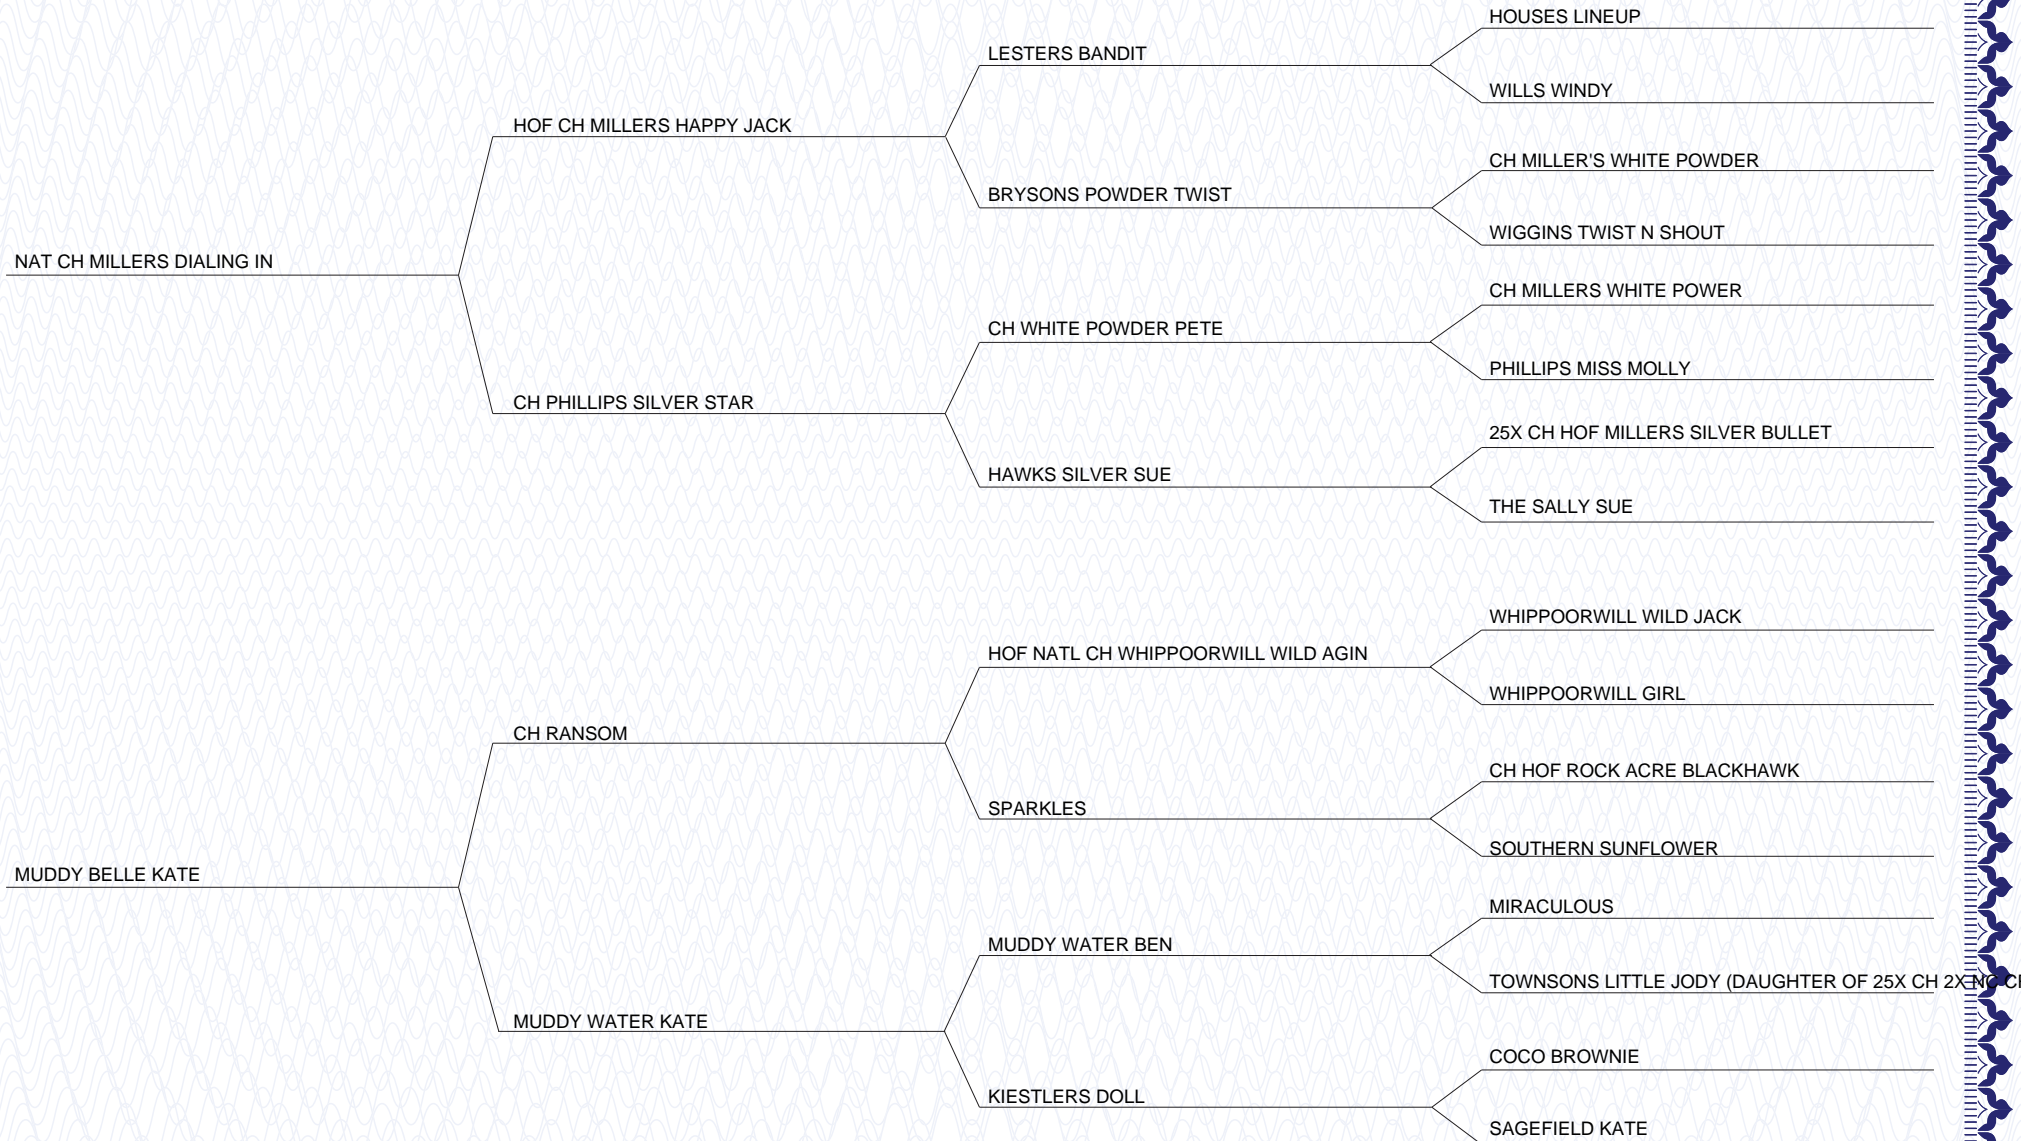 HOUSES LINEUP
LESTERS BANDIT
WILLS WINDY
HOF CH MILLERS HAPPY JACK
CH MILLER'S WHITE POWDER
BRYSONS POWDER TWIST
WIGGINS TWIST N SHOUT
NAT CH MILLERS DIALING IN
CH MILLERS WHITE POWER
CH WHITE POWDER PETE
PHILLIPS MISS MOLLY
CH PHILLIPS SILVER STAR
25X CH HOF MILLERS SILVER BULLET
HAWKS SILVER SUE
THE SALLY SUE
WHIPPOORWILL WILD JACK
HOF NATL CH WHIPPOORWILL WILD AGIN
WHIPPOORWILL GIRL
CH RANSOM
CH HOF ROCK ACRE BLACKHAWK
SPARKLES
SOUTHERN SUNFLOWER
MUDDY BELLE KATE
MIRACULOUS
MUDDY WATER BEN
TOWNSONS LITTLE JODY (DAUGHTER OF 25X CH 2X NC
MUDDY WATER KATE
COCO BROWNIE
KIESTLERS DOLL
SAGEFIELD KATE